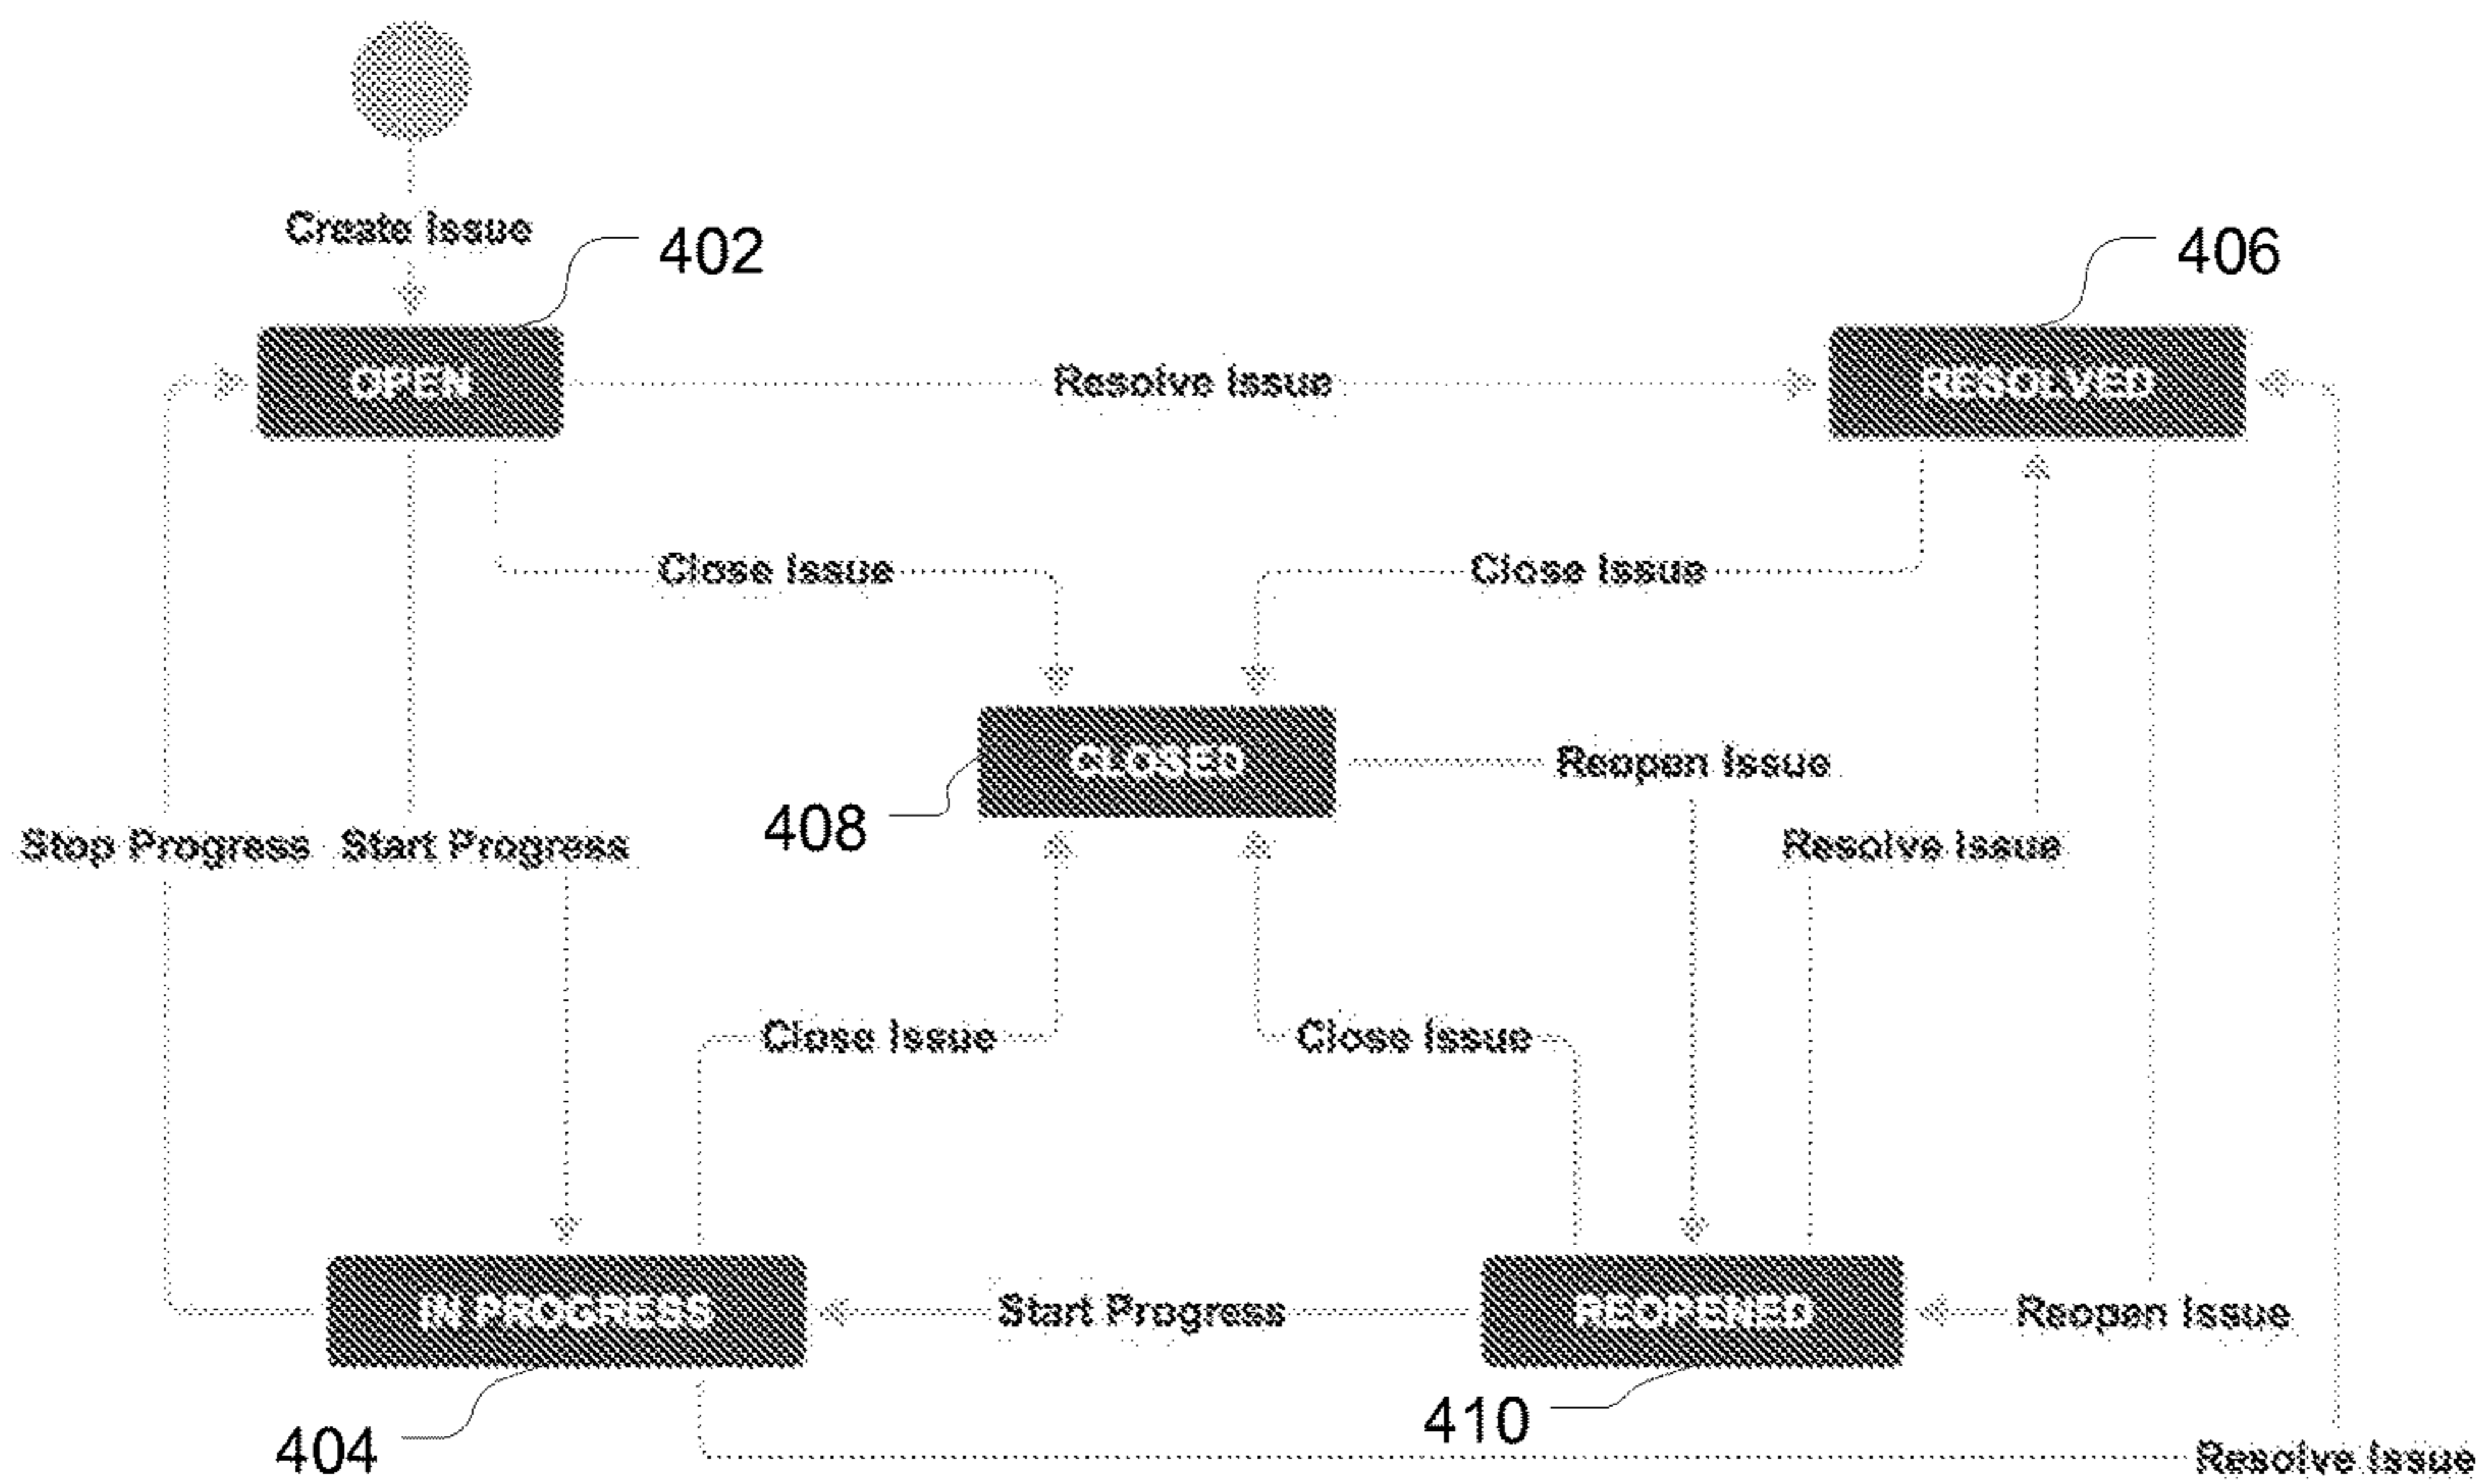 Create Issue
402
406
OPEN
Resolve Issue
RESOLVED
Close Issue
Close Issue
CLOSED
Reopen Issue
408
Stop Progress
Start Progress
Resolve Issue
Close Issue
Close Issue
IN PROGRESS
Start Progress
REOPENED
Reopen Issue
404
410
Resolve Issue